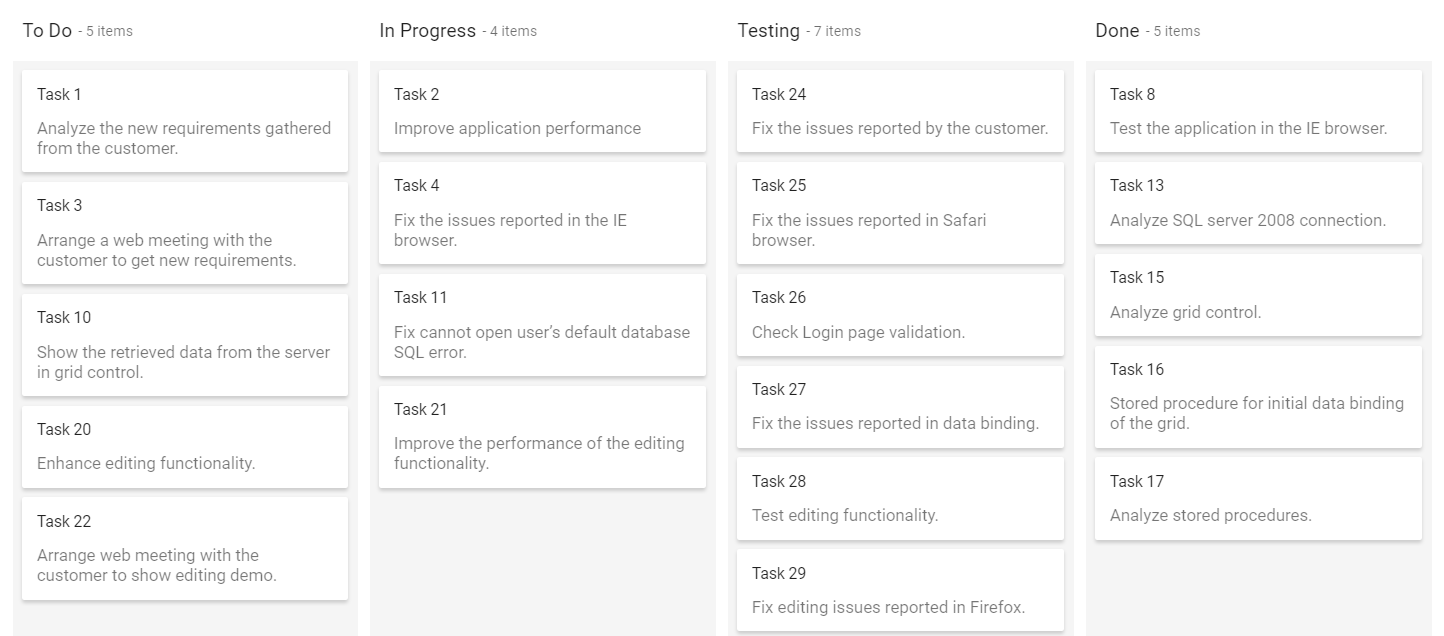 To Do - 5 items
Task 1
Analyze the new requirements gathered
from the customer.
Task 3
Arrange a web meeting with the
customer to get new requirements.
Task 10
Show the retrieved data from the server
in grid control.
Task 20
Enhance editing functionality.
Task 22
Arrange web meeting with the
customer to show editing demo.
In Progress - 4 items
Task 2
Improve application performance
Task 4
Fix the issues reported in the IE
browser.
Task 11
Fix cannot open user’s default database
SQL error.
Task 21
Improve the performance of the editing
functionality.
Testing - 7 items
Task 24
Fix the issues reported by the customer.
Task 25
Fix the issues reported in Safari
browser.
Task 26
Check Login page validation.
Task 27
Fix the issues reported in data binding.
Task 28
Test editing functionality.
Task 29
Fix editing issues reported in Firefox.
Done - 5 items
Task 8
Test the application in the IE browser.
Task 13
Analyze SQL server 2008 connection.
Task 15
Analyze grid control.
Task 16
Stored procedure for initial data binding
of the grid.
Task 17
Analyze stored procedures.